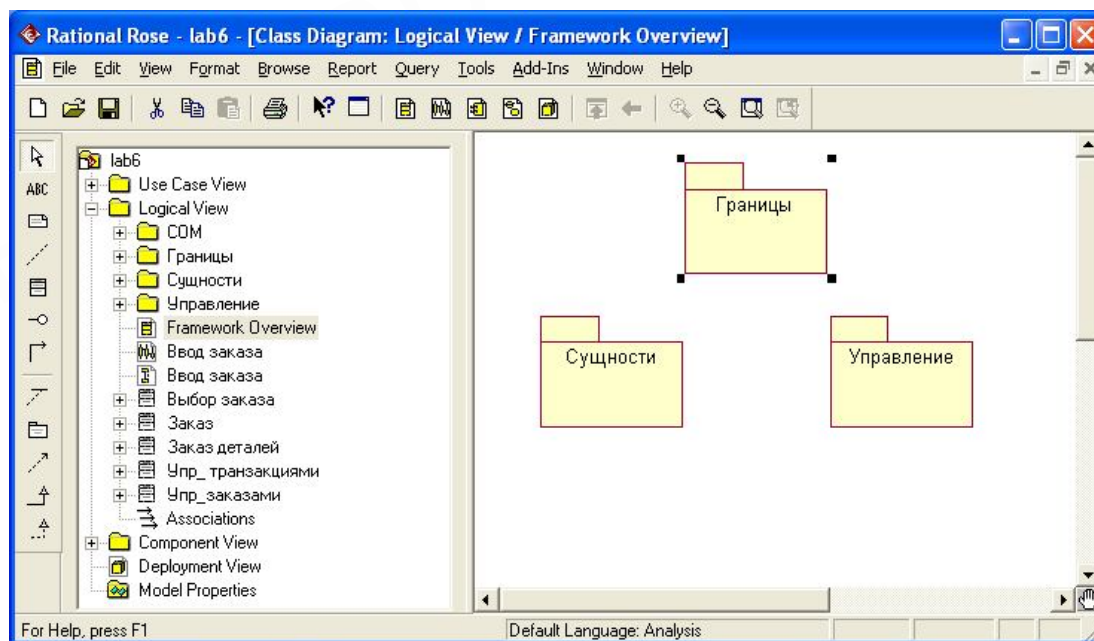 Rational Rose - lab6 - [Class Diagram: Logical View / Framework Overview]
File Edit View Format Browse Report Query Tools Add-Ins Window Help
ABC
lab6
Use Case View
Logical View
COM
Границы
Сущности
Управление
Framework Overview
Ввод заказа
Ввод заказа
Выбор заказа
Заказ
Заказ деталей
Упр_ транзакциями
Упр_заказами
Associations
Component View
Deployment View
Model Properties
Границы
Сущности
Управление
For Help, press F1
Default Language: Analysis